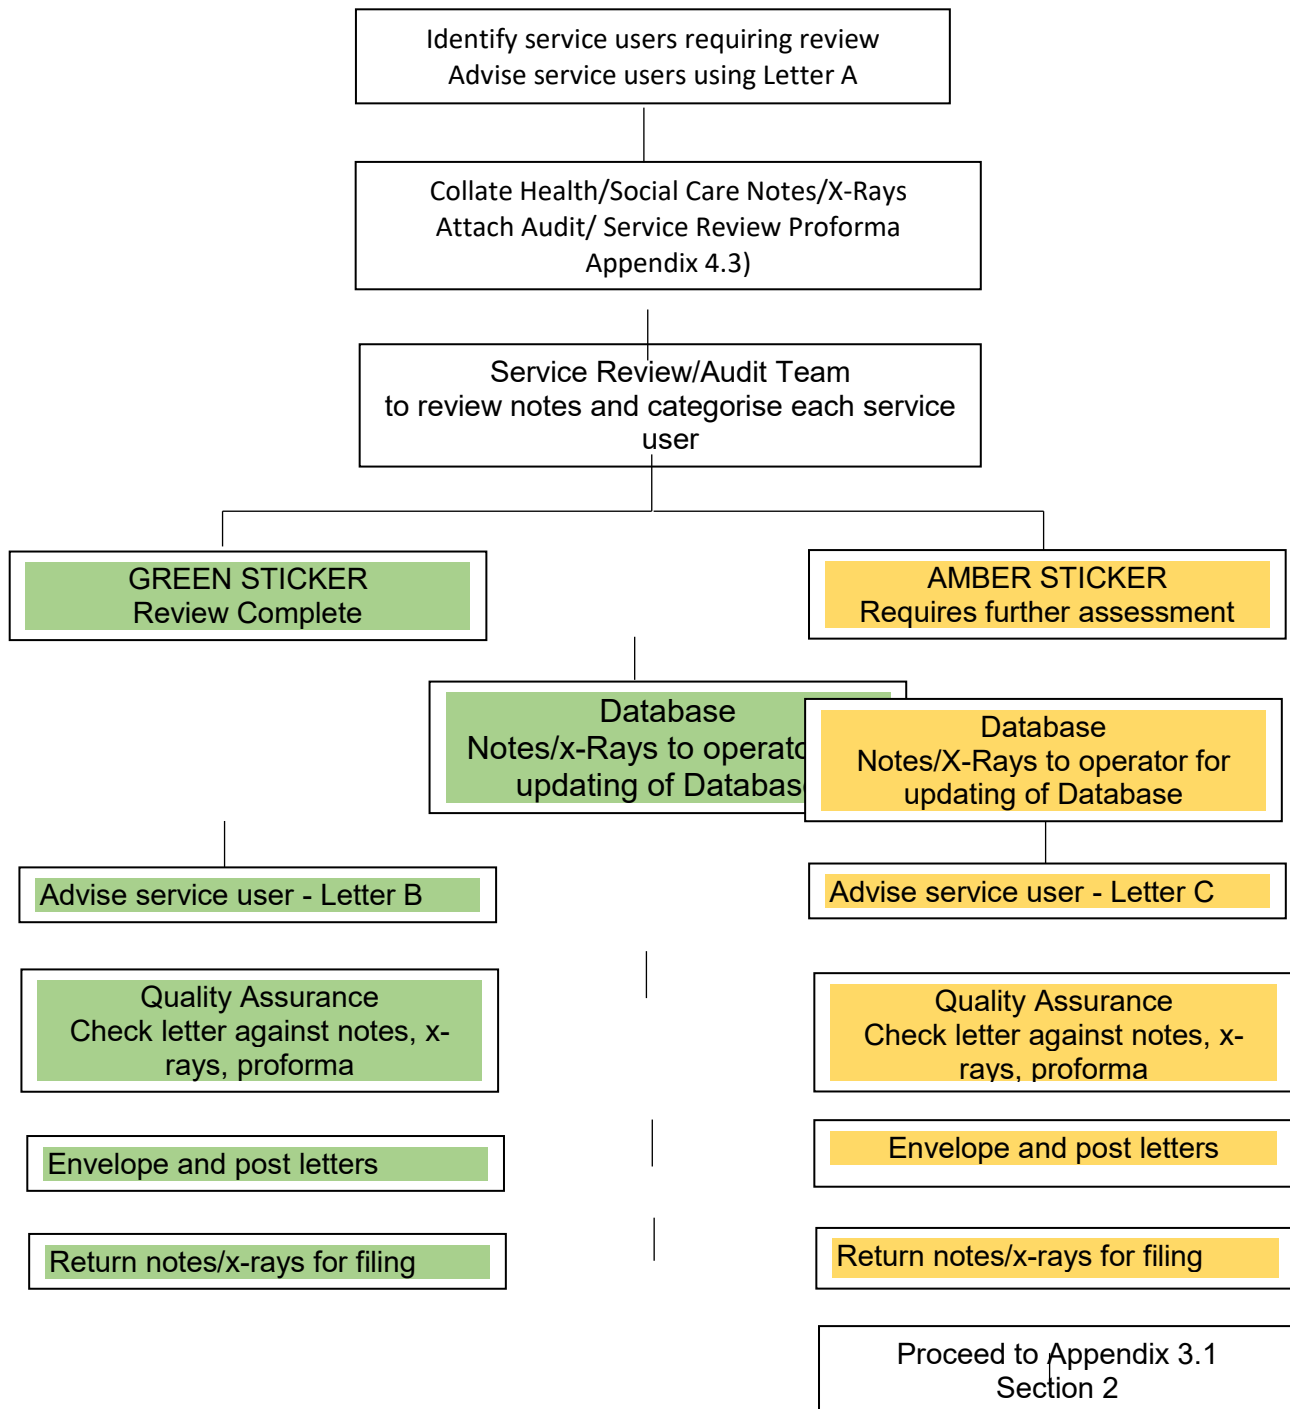 Identify service users requiring review
Advise service users using Letter A
Collate Health/Social Care Notes/X-Rays
Attach Audit/ Service Review Proforma
Appendix 4.3)
Service Review/Audit Team
to review notes and categorise each service
user
GREEN STICKER
Review Complete
AMBER STICKER
Requires further assessment
Database
Notes/x-Rays to operato
updating of Databas
Database
Notes/X-Rays to operator for
updating of Database
Advise service user - Letter B
Advise service user - Letter C
Quality Assurance
Check letter against notes, x-
rays, proforma
Quality Assurance
Check letter against notes, x-
rays, proforma
Envelope and post letters
Envelope and post letters
Return notes/x-rays for filing
Return notes/x-rays for filing
Proceed to Appendix 3.1
Section 2